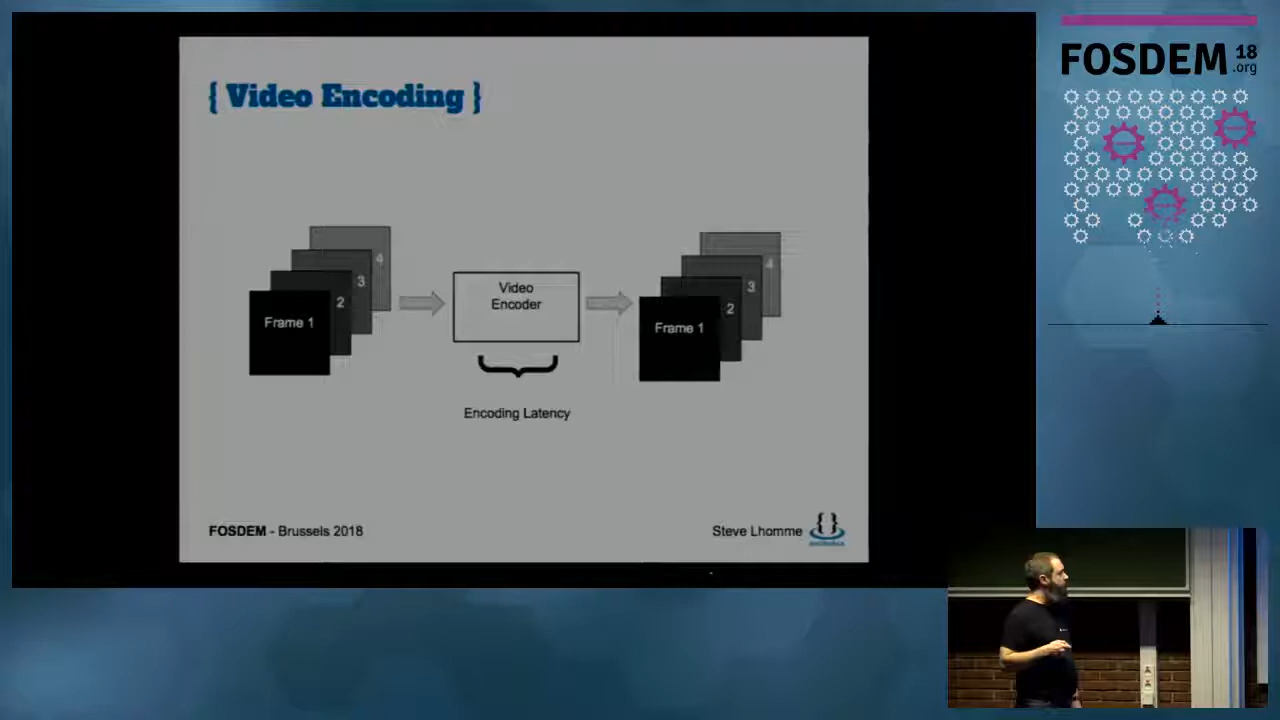 { Video Encoding }
Frame 1
2
3
4
Video
Encoder
Encoding Latency
Frame 1
2
3
4
FOSDEM - Brussels 2018
Steve Lhomme
FOSDEM 18
.org